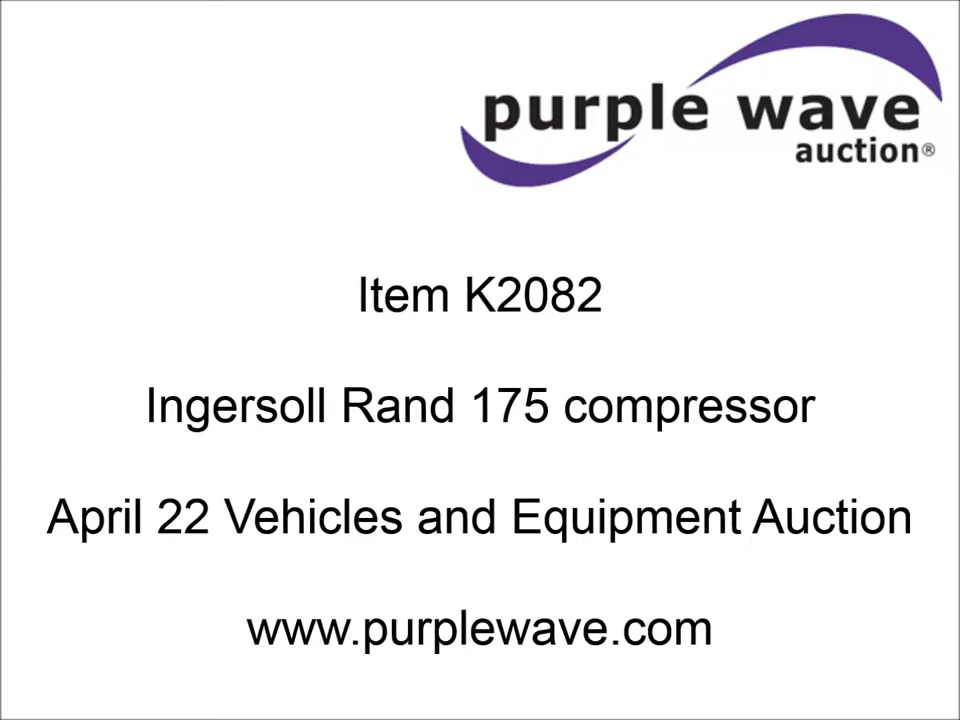 purple wave
auction®
Item K2082
Ingersoll Rand 175 compressor
April 22 Vehicles and Equipment Auction
www.purplewave.com